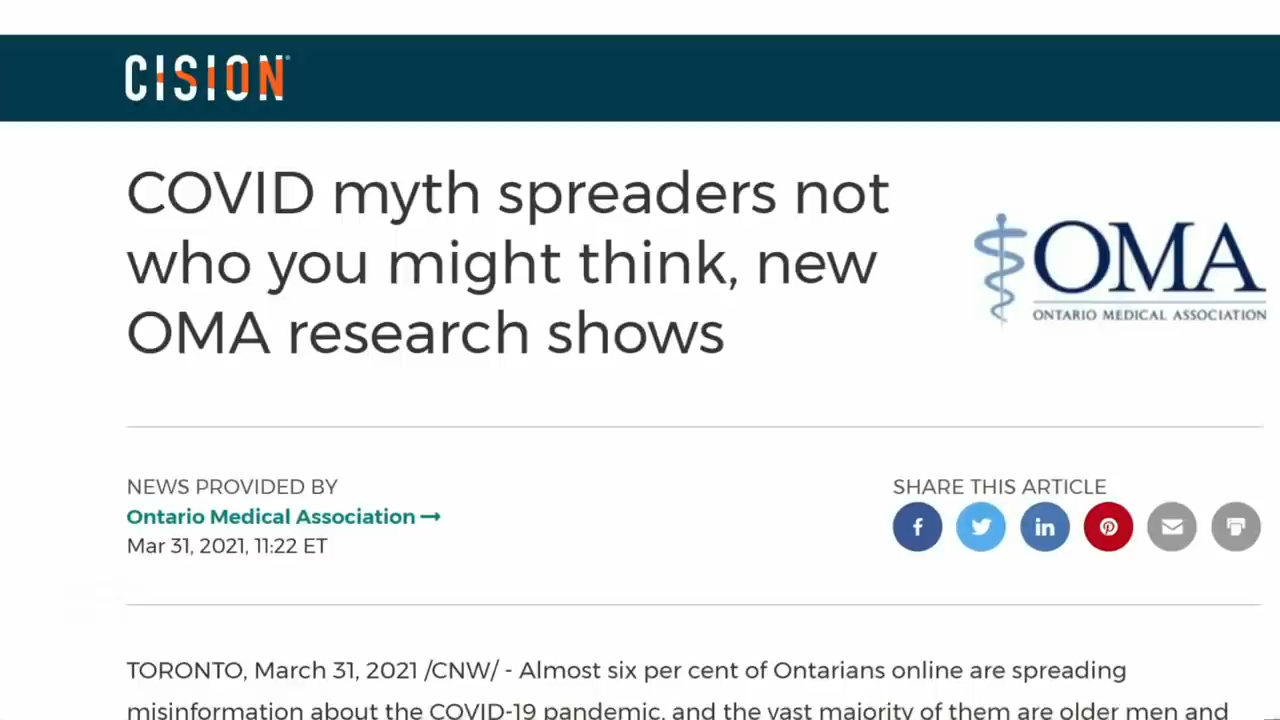 CISION
COVID myth spreaders not
who you might think, new
OMA research shows
OMA
ONTARIO MEDICAL ASSOCIATION
NEWS PROVIDED BY
Ontario Medical Association
Mar 31, 2021, 11:22 ET
SHARE THIS ARTICLE
TORONTO, March 31, 2021 /CNW/ - Almost six per cent of Ontarians online are spreading
misinformation about the COVID-19 pandemic, and the vast majority of them are older men and